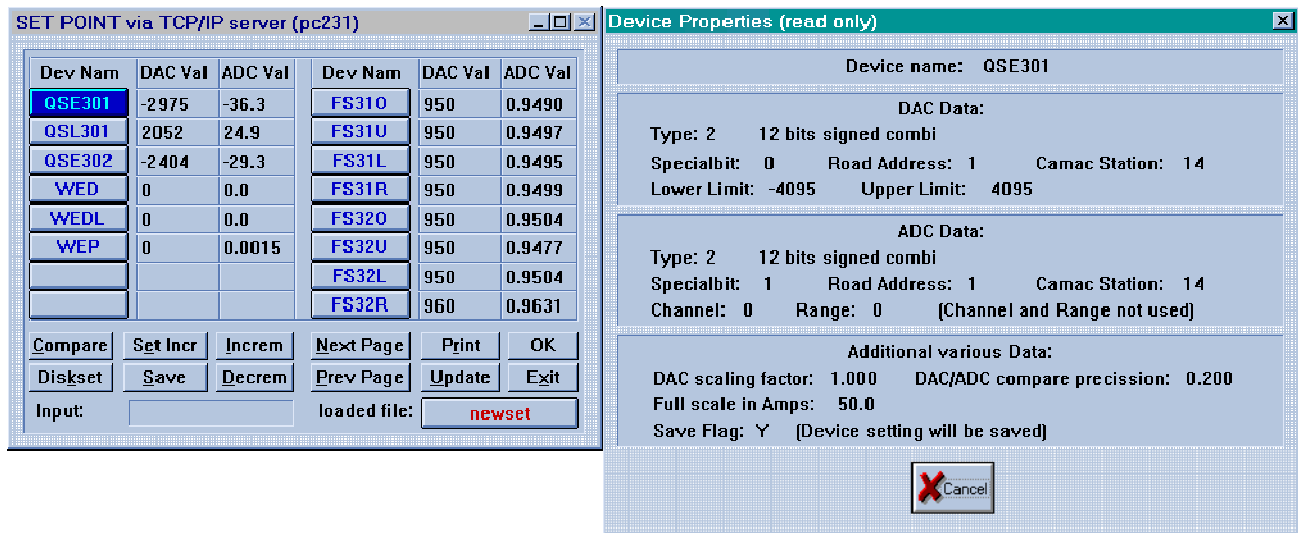 SET POINT via TCP/IP server (pc231)
Dev Nam DAC Val ADC Val Dev Nam DAC Val ADC Val
QSE301 -2975 -36.3 FS31O 950 0.9490
QSL301 2052 24.9 FS31U 950 0.9497
QSE302 -2404 -29.3 FS31L 950 0.9495
WED 0 0.0 FS31R 950 0.9499
WEDL 0 0.0 FS32O 950 0.9504
WEP 0 0.0015 FS32U 950 0.9477
FS32L 950 0.9504
FS32R 960 0.9631
Compare Set Incr Increm Next Page Print OK
Diskset Save Decrem Prev Page Update Exit
Input: loaded file: newset
Device Properties (read only)
Device name: QSE301
DAC Data:
Type: 2 12 bits signed combi
Specialbit: 0 Road Address: 1 Camac Station: 14
Lower Limit: -4095 Upper Limit: 4095
ADC Data:
Type: 2 12 bits signed combi
Specialbit: 1 Road Address: 1 Camac Station: 14
Channel: 0 Range: 0 (Channel and Range not used)
Additional various Data:
DAC scaling factor: 1.000 DAC/ADC compare precission: 0.200
Full scale in Amps: 50.0
Save Flag: Y (Device setting will be saved)
Cancel